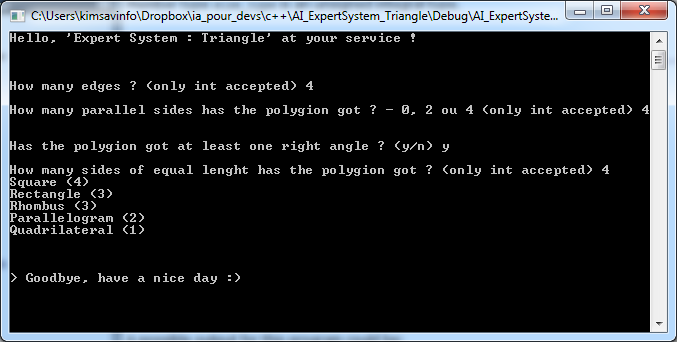 C:\Users\kimsavinfo\Dropbox\ia_pour_devs\c++\AI_ExpertSystem_Triangle\Debug\AI_ExpertSyste...
Hello, 'Expert System : Triangle' at your service !
How many edges ? (only int accepted) 4
How many parallel sides has the polygion got ? - 0, 2 ou 4 (only int accepted) 4
Has the polygion got at least one right angle ? (y/n) y
How many sides of equal lenght has the polygion got ? (only int accepted) 4
Square (4)
Rectangle (3)
Rhombus (3)
Parallelogram (2)
Quadrilateral (1)
> Goodbye, have a nice day :)